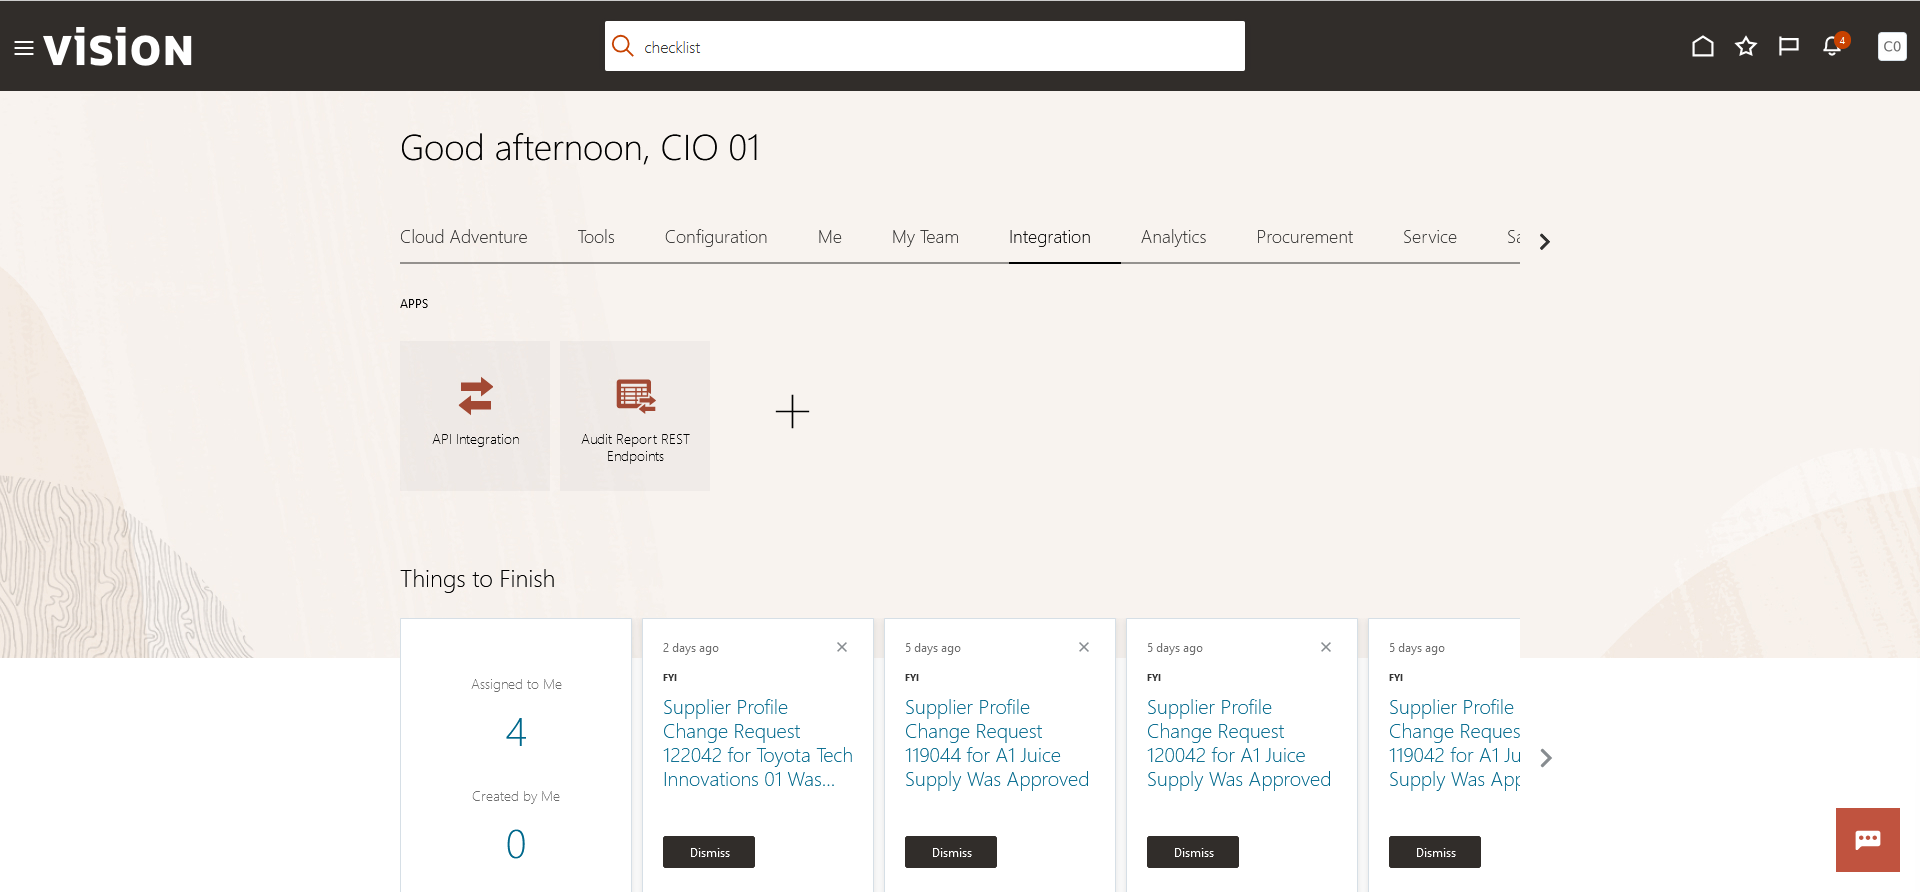 vision
checklist
4
C0
Good afternoon, CIO 01
Cloud Adventure
Tools
Configuration
Me
My Team
Integration
Analytics
Procurement
Service
Sa
APPS
API Integration
Audit Report REST
Endpoints
Things to Finish
Assigned to Me
4
Created by Me
0
2 days ago
FYI
Supplier Profile
Change Request
122042 for Toyota Tech
Innovations 01 Was...
Dismiss
5 days ago
FYI
Supplier Profile
Change Request
119044 for A1 Juice
Supply Was Approved
Dismiss
5 days ago
FYI
Supplier Profile
Change Request
120042 for A1 Juice
Supply Was Approved
Dismiss
5 days ago
FYI
Supplier Profile
Change Reques
119042 for A1 Ju
Supply Was App
Dismiss